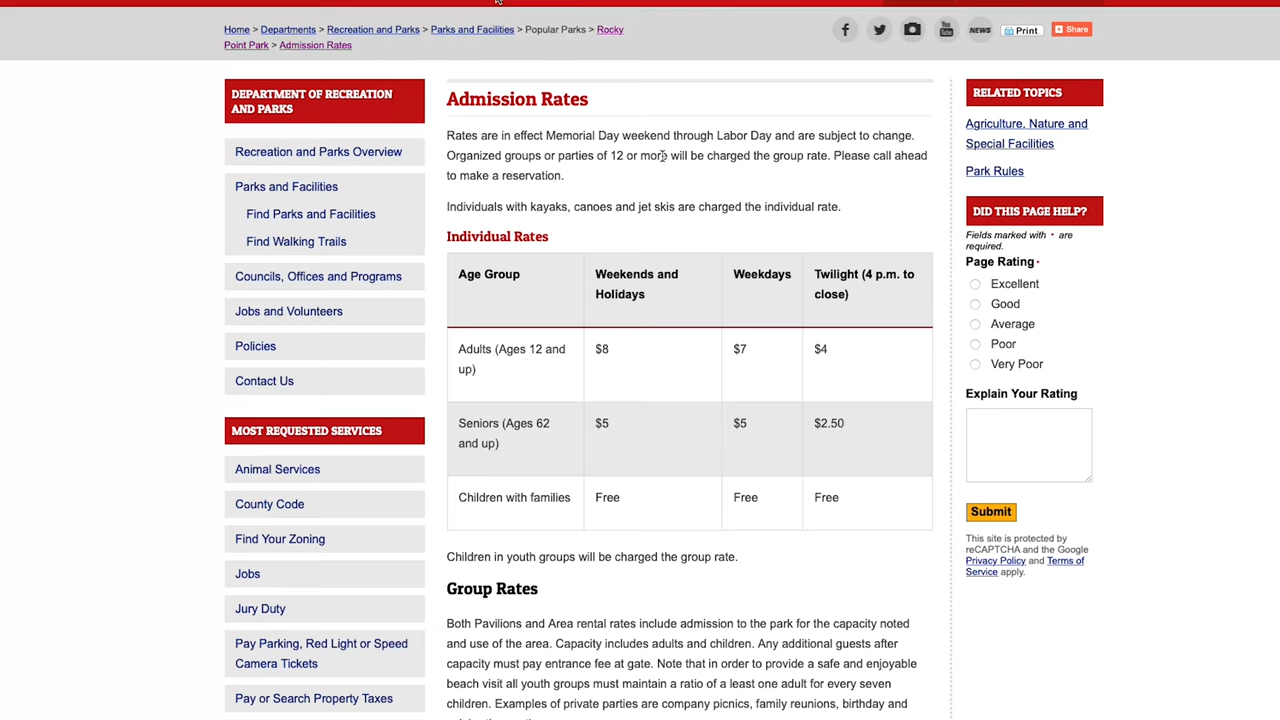 Home > Departments > Recreation and Parks > Parks and Facilities > Popular Parks > Rocky
Point Park > Admission Rates
f
You
Tube
NEWS
Print
Share
DEPARTMENT OF RECREATION
AND PARKS
Recreation and Parks Overview
Parks and Facilities
Find Parks and Facilities
Find Walking Trails
Councils, Offices and Programs
Jobs and Volunteers
Policies
Contact Us
MOST REQUESTED SERVICES
Animal Services
County Code
Find Your Zoning
Jobs
Jury Duty
Pay Parking, Red Light or Speed
Camera Tickets
Pay or Search Property Taxes
Admission Rates
Rates are in effect Memorial Day weekend through Labor Day and are subject to change.
Organized groups or parties of 12 or more will be charged the group rate. Please call ahead
to make a reservation.
Individuals with kayaks, canoes and jet skis are charged the individual rate.
Individual Rates
Age Group Weekends and Weekdays Twilight (4 p.m. to
Holidays close)
Adults (Ages 12 and $8 $7 $4
up)
Seniors (Ages 62 $5 $5 $2.50
and up)
Children with families Free Free Free
Children in youth groups will be charged the group rate.
Group Rates
Both Pavilions and Area rental rates include admission to the park for the capacity noted
and use of the area. Capacity includes adults and children. Any additional guests after
capacity must pay entrance fee at gate. Note that in order to provide a safe and enjoyable
beach visit all youth groups must maintain a ratio of a least one adult for every seven
children. Examples of private parties are company picnics, family reunions, birthday and
RELATED TOPICS
Agriculture, Nature and
Special Facilities
Park Rules
DID THIS PAGE HELP?
Fields marked with * are
required.
Page Rating *
Excellent
Good
Average
Poor
Very Poor
Explain Your Rating
Submit
This site is protected by
reCAPTCHA and the Google
Privacy Policy and Terms of
Service apply.